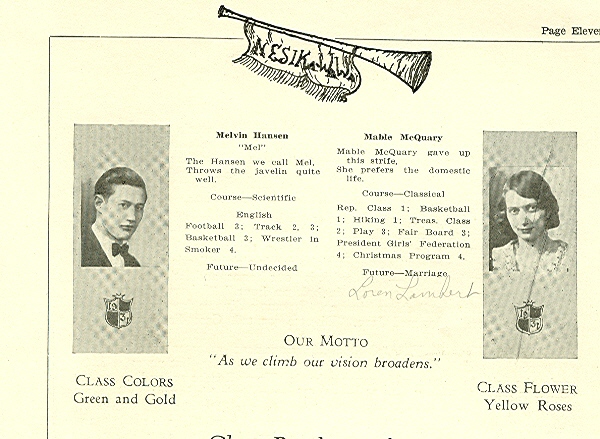 Page Eleven
NESIKA WAWA
Melvin Hansen
"Mel"
The Hansen we call Mel,
Throws the javelin quite
well.
Course—Scientific
English
Football 3; Track 2, 3;
Basketball 3; Wrestler in
Smoker 4.
Future—Undecided
Mable McQuary
Mable McQuary gave up
this strife,
She prefers the domestic
life.
Course—Classical
Rep. Class 1; Basketball
1; Hiking 1; Treas. Class
2; Play 3; Fair Board 3;
President Girls' Federation
4; Christmas Program 4.
Future—Marriage
Loren Lambert
OUR MOTTO
"As we climb our vision broadens."
CLASS COLORS
Green and Gold
CLASS FLOWER
Yellow Roses